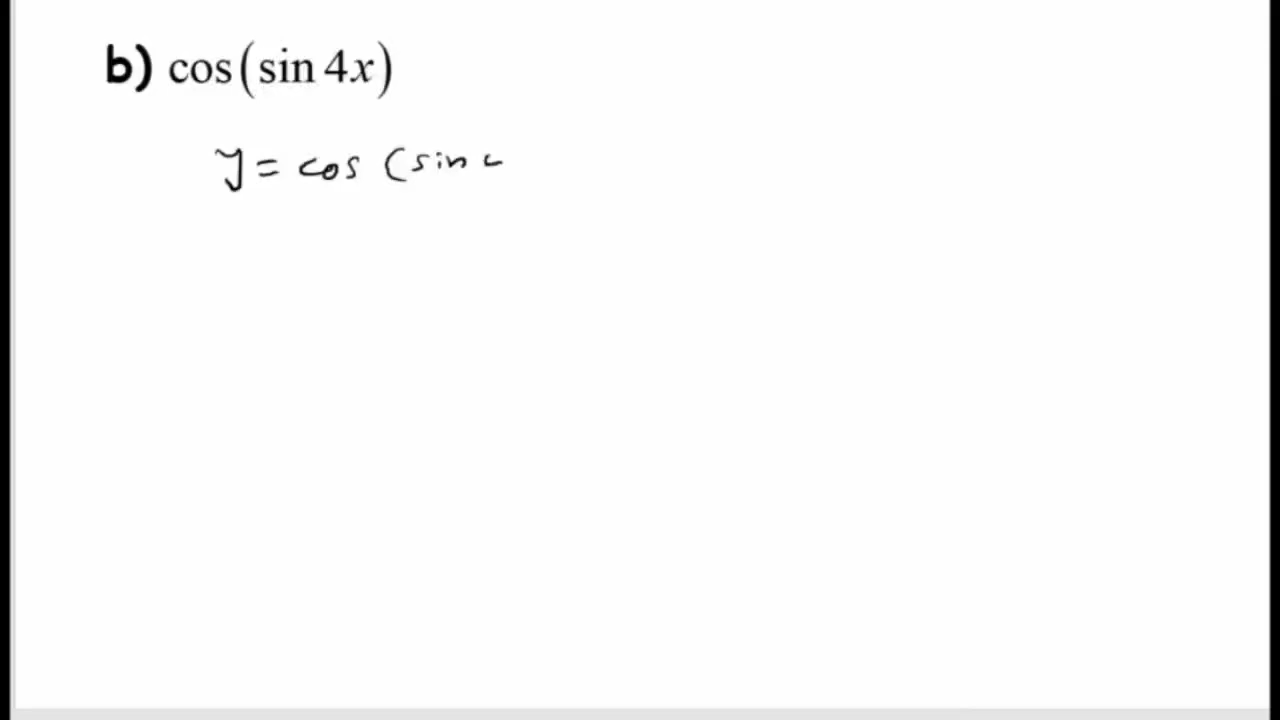 b) cos(sin 4x)
y = cos (sin